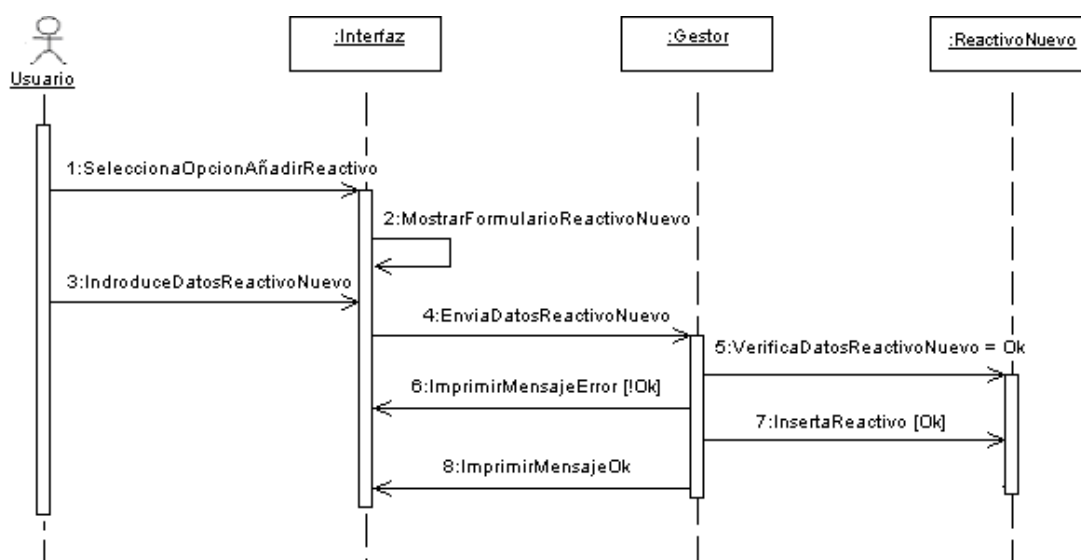 :Interfaz
:Gestor
:ReactivoNuevo
Usuario
1:SeleccionaOpcionAñadirReactivo
2:MostrarFormularioReactivoNuevo
3:IndroduceDatosReactivoNuevo
4:EnviaDatosReactivoNuevo
5:VerificaDatosReactivoNuevo = Ok
6:ImprimirMensajeError [!Ok]
7:InsertaReactivo [Ok]
8:ImprimirMensajeOk